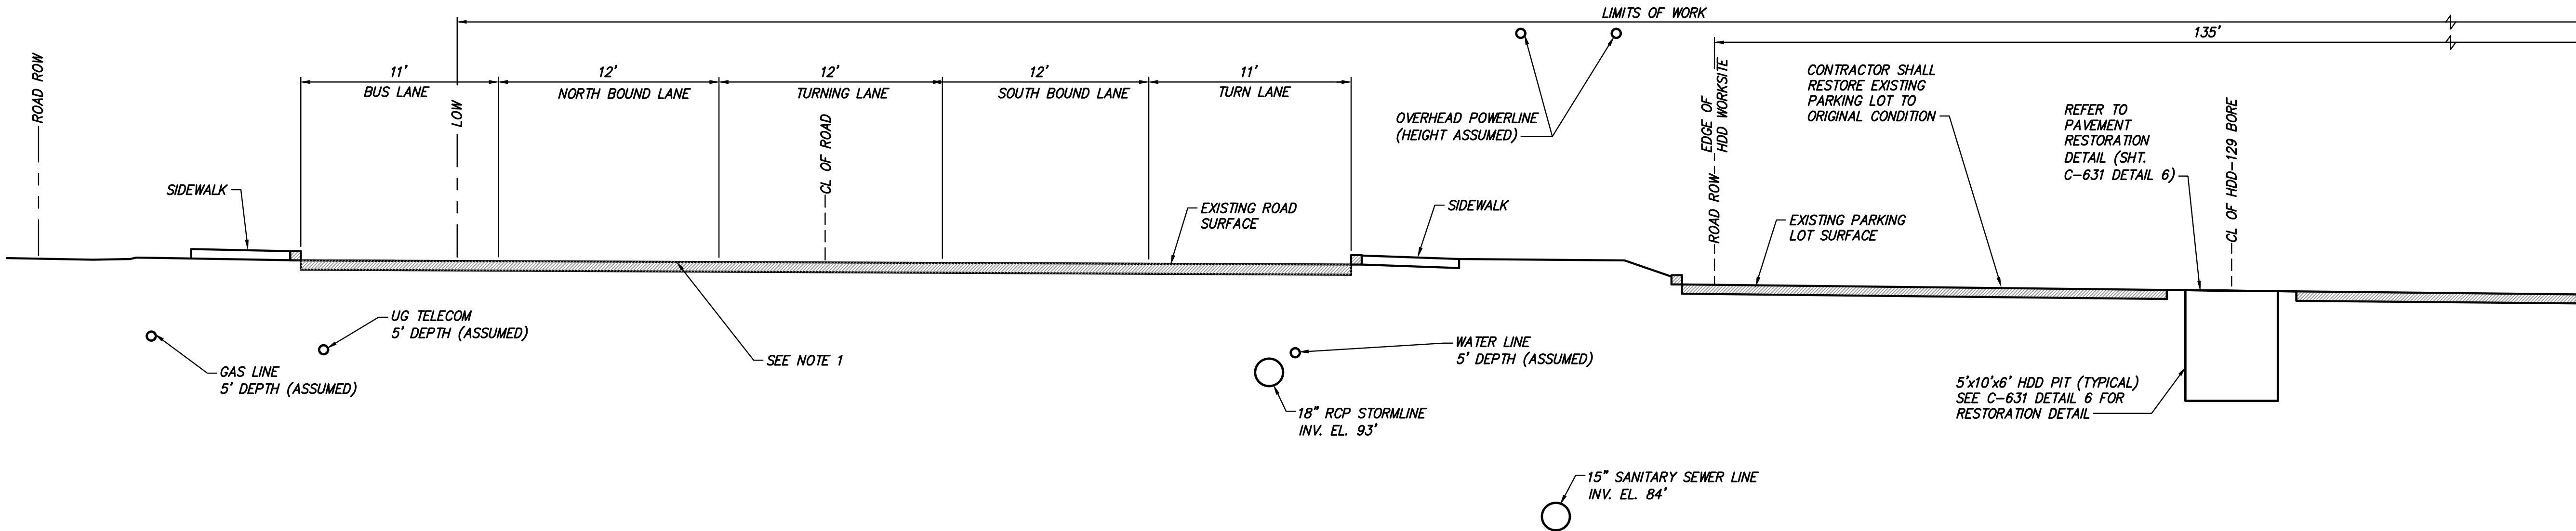 LIMITS OF WORK
135'
ROAD ROW
11'
BUS LANE
LOW
12'
NORTH BOUND LANE
12'
TURNING LANE
CL OF ROAD
12'
SOUTH BOUND LANE
11'
TURN LANE
OVERHEAD POWERLINE
(HEIGHT ASSUMED)
EDGE OF
HDD WORKSITE
ROAD ROW
CONTRACTOR SHALL
RESTORE EXISTING
PARKING LOT TO
ORIGINAL CONDITION
REFER TO
PAVEMENT
RESTORATION
DETAIL (SHT.
C-631 DETAIL 6)
CL OF HDD-129 BORE
SIDEWALK
EXISTING ROAD
SURFACE
SIDEWALK
EXISTING PARKING
LOT SURFACE
UG TELECOM
5' DEPTH (ASSUMED)
GAS LINE
5' DEPTH (ASSUMED)
SEE NOTE 1
WATER LINE
5' DEPTH (ASSUMED)
18" RCP STORMLINE
INV. EL. 93'
5'x10'x6' HDD PIT (TYPICAL)
SEE C-631 DETAIL 6 FOR
RESTORATION DETAIL
15" SANITARY SEWER LINE
INV. EL. 84'